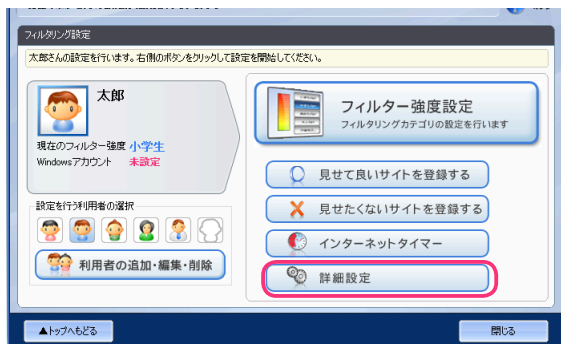 フィルタリング設定
太郎さんの設定を行います。右側のボタンをクリックして設定を開始してください。
太郎
現在のフィルター強度 小学生
Windowsアカウント 未設定
設定を行う利用者の選択
利用者の追加・編集・削除
フィルター強度設定
フィルタリングカテゴリの設定を行います
見せて良いサイトを登録する
見せたくないサイトを登録する
インターネットタイマー
詳細設定
▲トップへもどる
閉じる